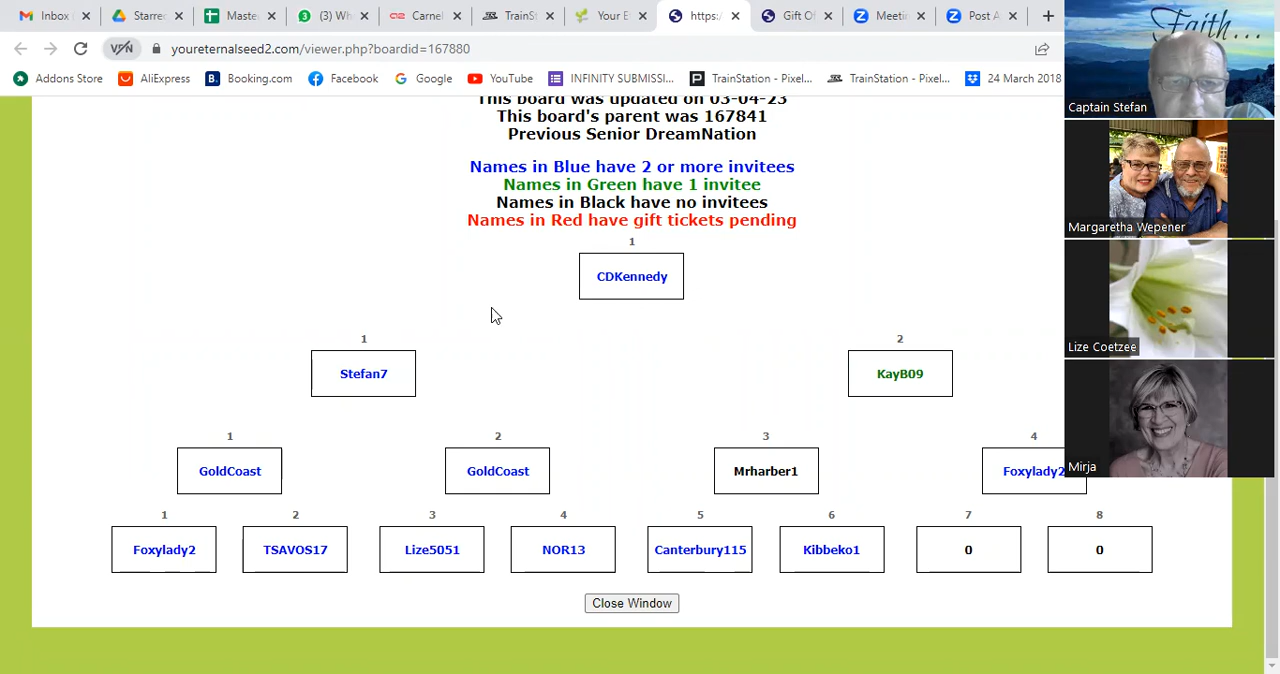 Inbox
Starre
Maste
(3) Wh
Carnel
TrainSt
Your E
https:/
Gift Of
Meetin
Post A
VPN
youreternalseed2.com/viewer.php?boardid=167880
Addons Store
AliExpress
Booking.com
Facebook
Google
YouTube
INFINITY SUBMISSI...
TrainStation - Pixel...
TrainStation - Pixel...
24 March 2018
This board was updated on 03-04-23
This board's parent was 167841
Previous Senior DreamNation
Names in Blue have 2 or more invitees
Names in Green have 1 invitee
Names in Black have no invitees
Names in Red have gift tickets pending
1
CDKennedy
1 2
Stefan7 KayB09
1 2 3 4
GoldCoast GoldCoast Mrharber1 Foxylady2
1 2 3 4 5 6 7 8
Foxylady2 TSAVOS17 Lize5051 NOR13 Canterbury115 Kibbeko1 0 0
Close Window
Faith...
Captain Stefan
Margaretha Wepener
Lize Coetzee
Mirja